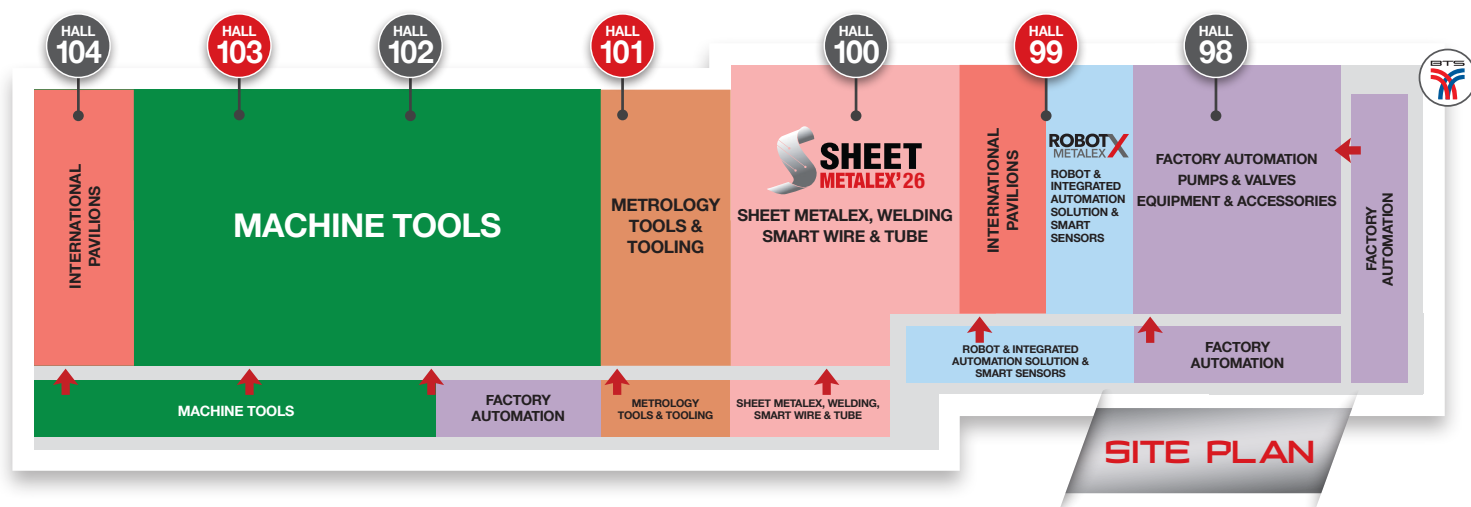 HALL
104
HALL
103
HALL
102
HALL
101
HALL
100
HALL
99
HALL
98
BTS
INTERNATIONAL
PAVILIONS
MACHINE TOOLS
METROLOGY
TOOLS &
TOOLING
SHEET
METALEX'26
SHEET METALEX, WELDING
SMART WIRE & TUBE
INTERNATIONAL
PAVILIONS
ROBOTX
METALEX
ROBOT &
INTEGRATED
AUTOMATION
SOLUTION &
SMART
SENSORS
FACTORY AUTOMATION
PUMPS & VALVES
EQUIPMENT & ACCESSORIES
FACTORY
AUTOMATION
MACHINE TOOLS
FACTORY
AUTOMATION
METROLOGY
TOOLS & TOOLING
SHEET METALEX, WELDING,
SMART WIRE & TUBE
ROBOT & INTEGRATED
AUTOMATION SOLUTION &
SMART SENSORS
FACTORY
AUTOMATION
SITE PLAN